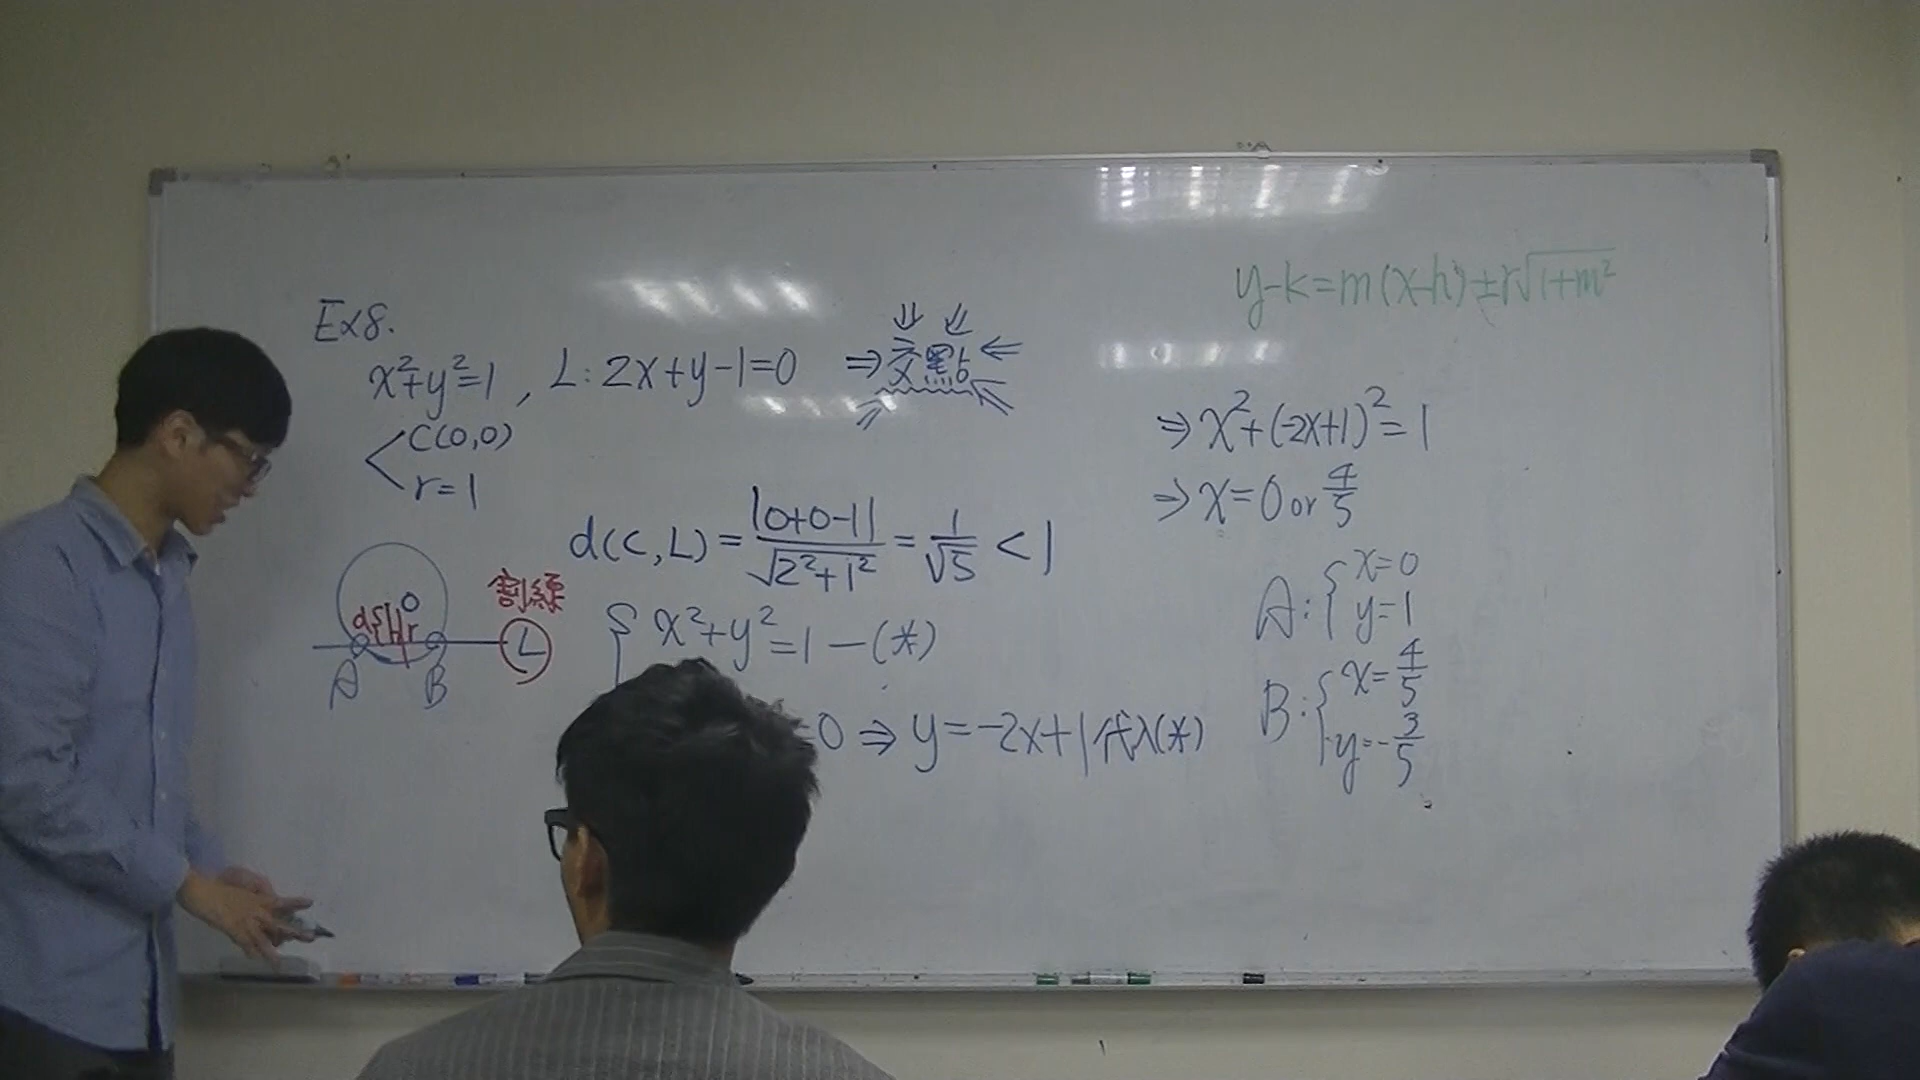 Ex8.
x²+y²=1 , L: 2x+y-1=0 ⇒交點
C(0,0)
r=1
d(C,L)=|0+0-1|/√(2²+1²)=1/√5<1
割線
d r
O
L
A B
x²+y²=1-(*)
=0⇒y=-2x+1代入(*)
y-k=m(x-h)±r√(1+m²)
⇒x²+(-2x+1)²=1
⇒x=0 or 4/5
A:{x=0
y=1
B:{x=4/5
y=-3/5